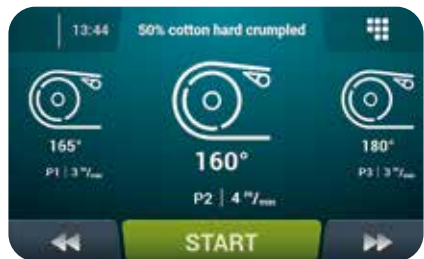 13:44 50% cotton hard crumpled
165°
P1 | 3 m/min
160°
P2 | 4 m/min
180°
P3 | 3 m/min
START